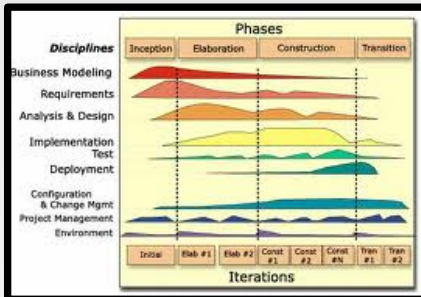 Phases
Disciplines
Inception Elaboration Construction Transition
Business Modeling
Requirements
Analysis & Design
Implementation
Test
Deployment
Configuration
& Change Mgmt
Project Management
Environment
Initial Elab #1 Elab #2 Const #1 Const #2 Const #N Tran #1 Tran #2
Iterations